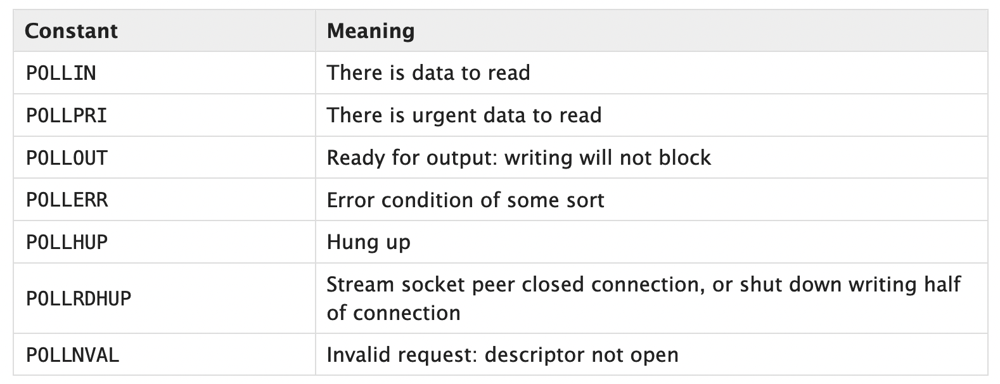 Constant Meaning
POLLIN There is data to read
POLLPRI There is urgent data to read
POLLOUT Ready for output: writing will not block
POLLERR Error condition of some sort
POLLHUP Hung up
POLLRDHUP Stream socket peer closed connection, or shut down writing half
of connection
POLLNVAL Invalid request: descriptor not open